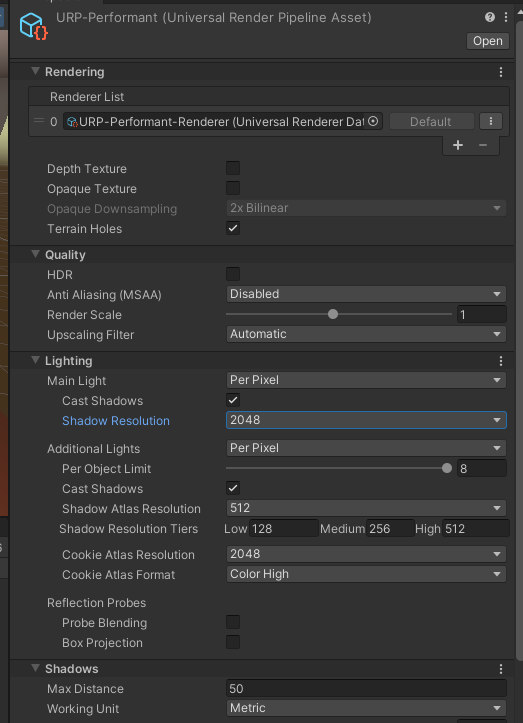 URP-Performant (Universal Render Pipeline Asset)
Open
Rendering
Renderer List
0 URP-Performant-Renderer (Universal Renderer Dat Default
Depth Texture
Opaque Texture
Opaque Downsampling 2x Bilinear
Terrain Holes
Quality
HDR
Anti Aliasing (MSAA) Disabled
Render Scale 1
Upscaling Filter Automatic
Lighting
Main Light Per Pixel
Cast Shadows
Shadow Resolution 2048
Additional Lights Per Pixel
Per Object Limit 8
Cast Shadows
Shadow Atlas Resolution 512
Shadow Resolution Tiers Low 128 Medium 256 High 512
Cookie Atlas Resolution 2048
Cookie Atlas Format Color High
Reflection Probes
Probe Blending
Box Projection
Shadows
Max Distance 50
Working Unit Metric